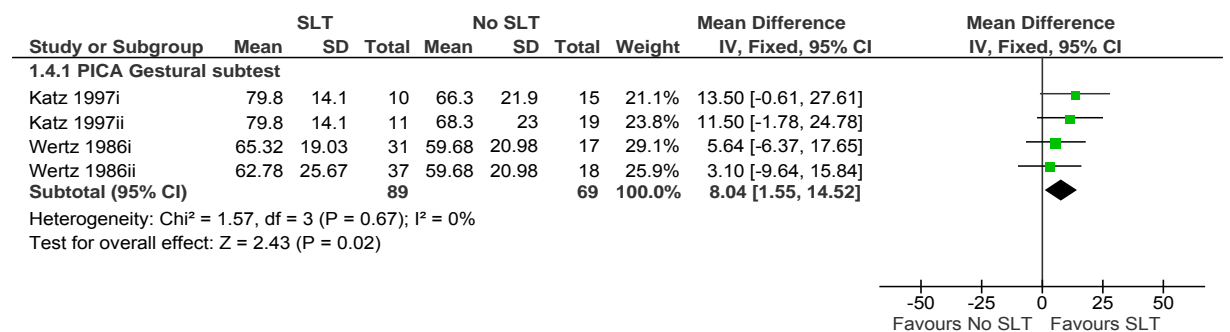 SLT No SLT Mean Difference Mean Difference
Study or Subgroup Mean SD Total Mean SD Total Weight IV, Fixed, 95% CI IV, Fixed, 95% CI
1.4.1 PICA Gestural subtest
Katz 1997i 79.8 14.1 10 66.3 21.9 15 21.1% 13.50 [-0.61, 27.61]
Katz 1997ii 79.8 14.1 11 68.3 23 19 23.8% 11.50 [-1.78, 24.78]
Wertz 1986i 65.32 19.03 31 59.68 20.98 17 29.1% 5.64 [-6.37, 17.65]
Wertz 1986ii 62.78 25.67 37 59.68 20.98 18 25.9% 3.10 [-9.64, 15.84]
Subtotal (95% CI) 89 69 100.0% 8.04 [1.55, 14.52]
Heterogeneity: Chi² = 1.57, df = 3 (P = 0.67); I² = 0%
Test for overall effect: Z = 2.43 (P = 0.02)
-50 -25 0 25 50
Favours No SLT Favours SLT